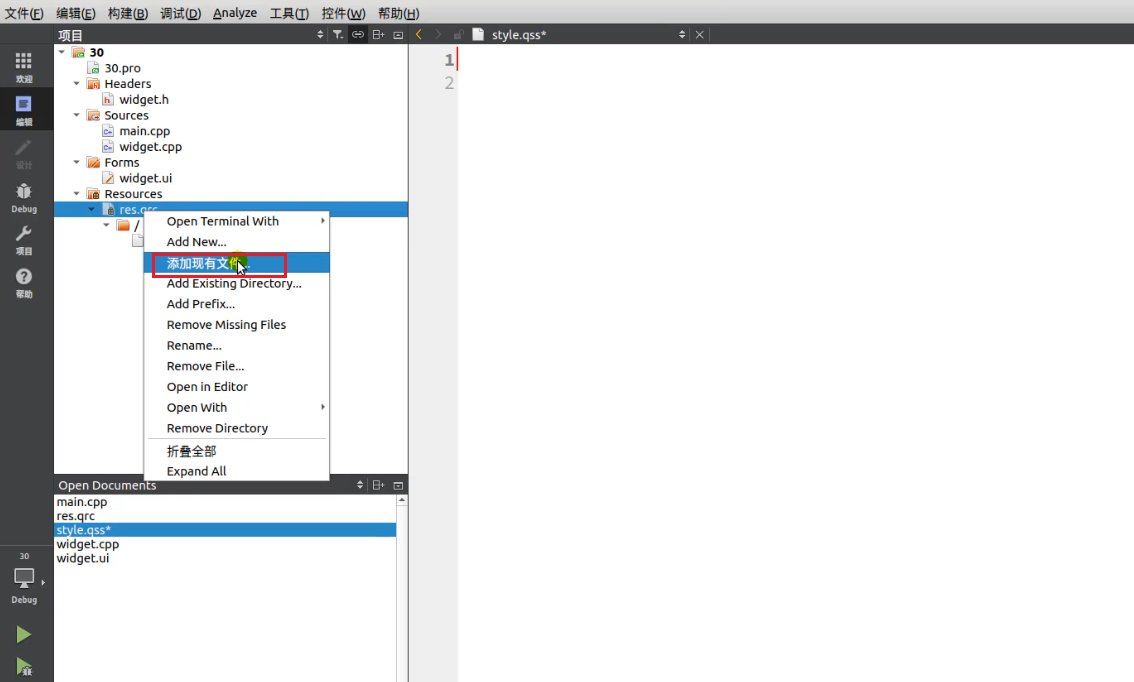 文件(F) 编辑(E) 构建(B) 调试(D) Analyze 工具(T) 控件(W) 帮助(H)
项目
style.qss*
欢迎
编辑
设计
Debug
项目
帮助
30
30.pro
Headers
widget.h
Sources
main.cpp
widget.cpp
Forms
widget.ui
Resources
res.qrc
/
Open Terminal With
Add New...
添加现有文件...
Add Existing Directory...
Add Prefix...
Remove Missing Files
Rename...
Remove File...
Open in Editor
Open With
Remove Directory
折叠全部
Expand All
1
2
Open Documents
main.cpp
res.qrc
style.qss*
widget.cpp
widget.ui
30
Debug